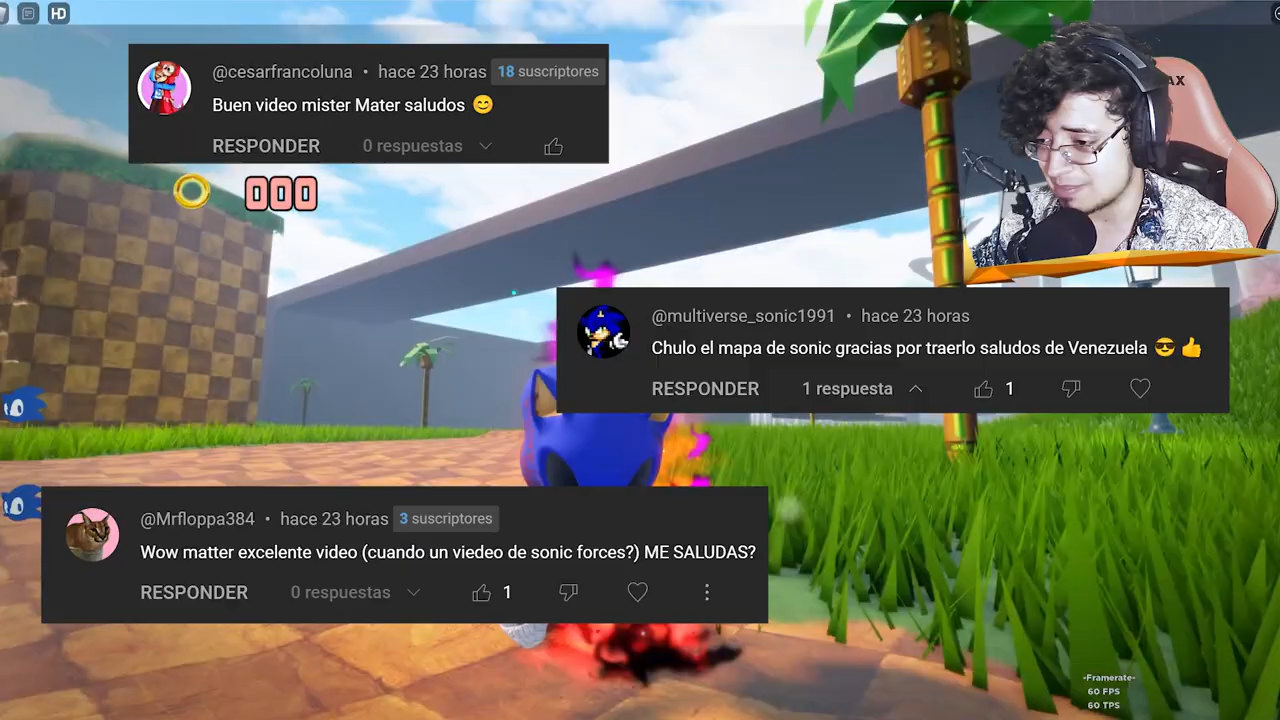 HD
@cesarfrancoluna • hace 23 horas 18 suscriptores
Buen video mister Mater saludos 😊
RESPONDER 0 respuestas
000
AX
@multiverse_sonic1991 • hace 23 horas
Chulo el mapa de sonic gracias por traerlo saludos de Venezuela 😎 👍
RESPONDER 1 respuesta 1
@Mrfloppa384 • hace 23 horas 3 suscriptores
Wow matter excelente video (cuando un viedeo de sonic forces?) ME SALUDAS?
RESPONDER 0 respuestas 1
-Framerate-
60 FPS
60 TPS